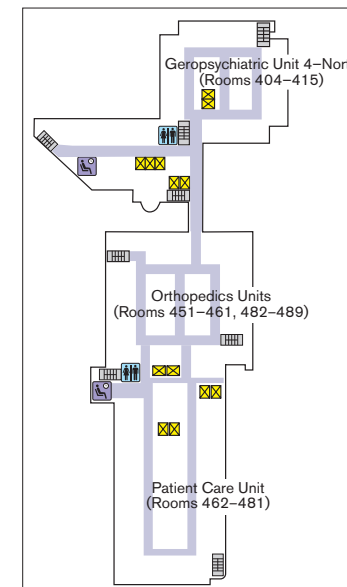 Geropsychiatric Unit 4–North
(Rooms 404–415)
Orthopedics Units
(Rooms 451–461, 482–489)
Patient Care Unit
(Rooms 462–481)